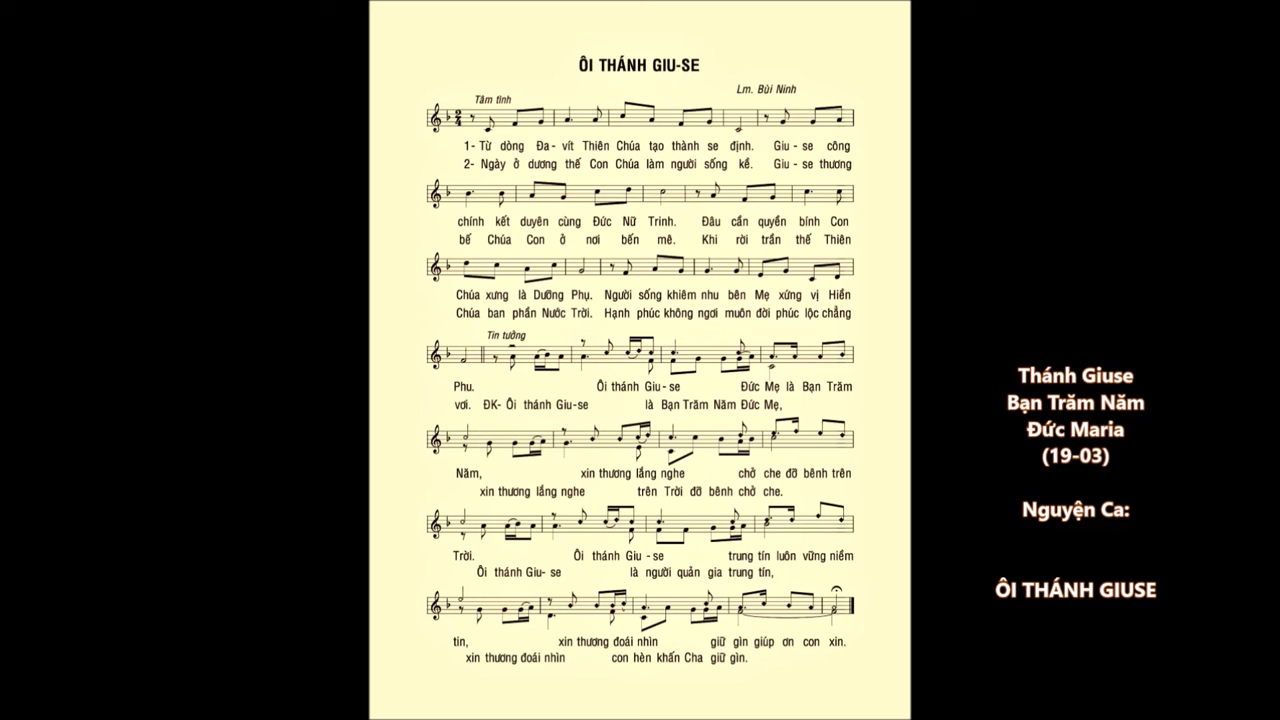 ÔI THÁNH GIU-SE
Lm. Bùi Ninh
Tâm tình
2
4
1- Từ dòng Đa - vít Thiên Chúa tạo thành se định. Giu - se công
2- Ngày ở dương thế Con Chúa làm người sống kề. Giu - se thương
chính kết duyên cùng Đức Nữ Trinh. Đâu cần quyền bính Con
bế Chúa Con ở nơi bến mê. Khi rời trần thế Thiên
Chúa xưng là Dưỡng Phụ. Người sống khiêm nhu bên Mẹ xứng vị Hiền
Chúa ban phần Nước Trời. Hạnh phúc không ngơi muôn đời phúc lộc chẳng
Tin tưởng
Phu. Ôi thánh Giu - se Đức Mẹ là Bạn Trăm
vơi. ĐK- Ôi thánh Giu-se là Bạn Trăm Năm Đức Mẹ,
Năm, xin thương lắng nghe chở che đỡ bênh trên
xin thương lắng nghe trên Trời đỡ bênh chở che.
Trời. Ôi thánh Giu - se trung tín luôn vững niềm
Ôi thánh Giu- se là người quản gia trung tín,
tin, xin thương đoái nhìn giữ gìn giúp ơn con xin.
xin thương đoái nhìn con hèn khấn Cha giữ gìn.
Thánh Giuse
Bạn Trăm Năm
Đức Maria
(19-03)
Nguyện Ca:
ÔI THÁNH GIUSE